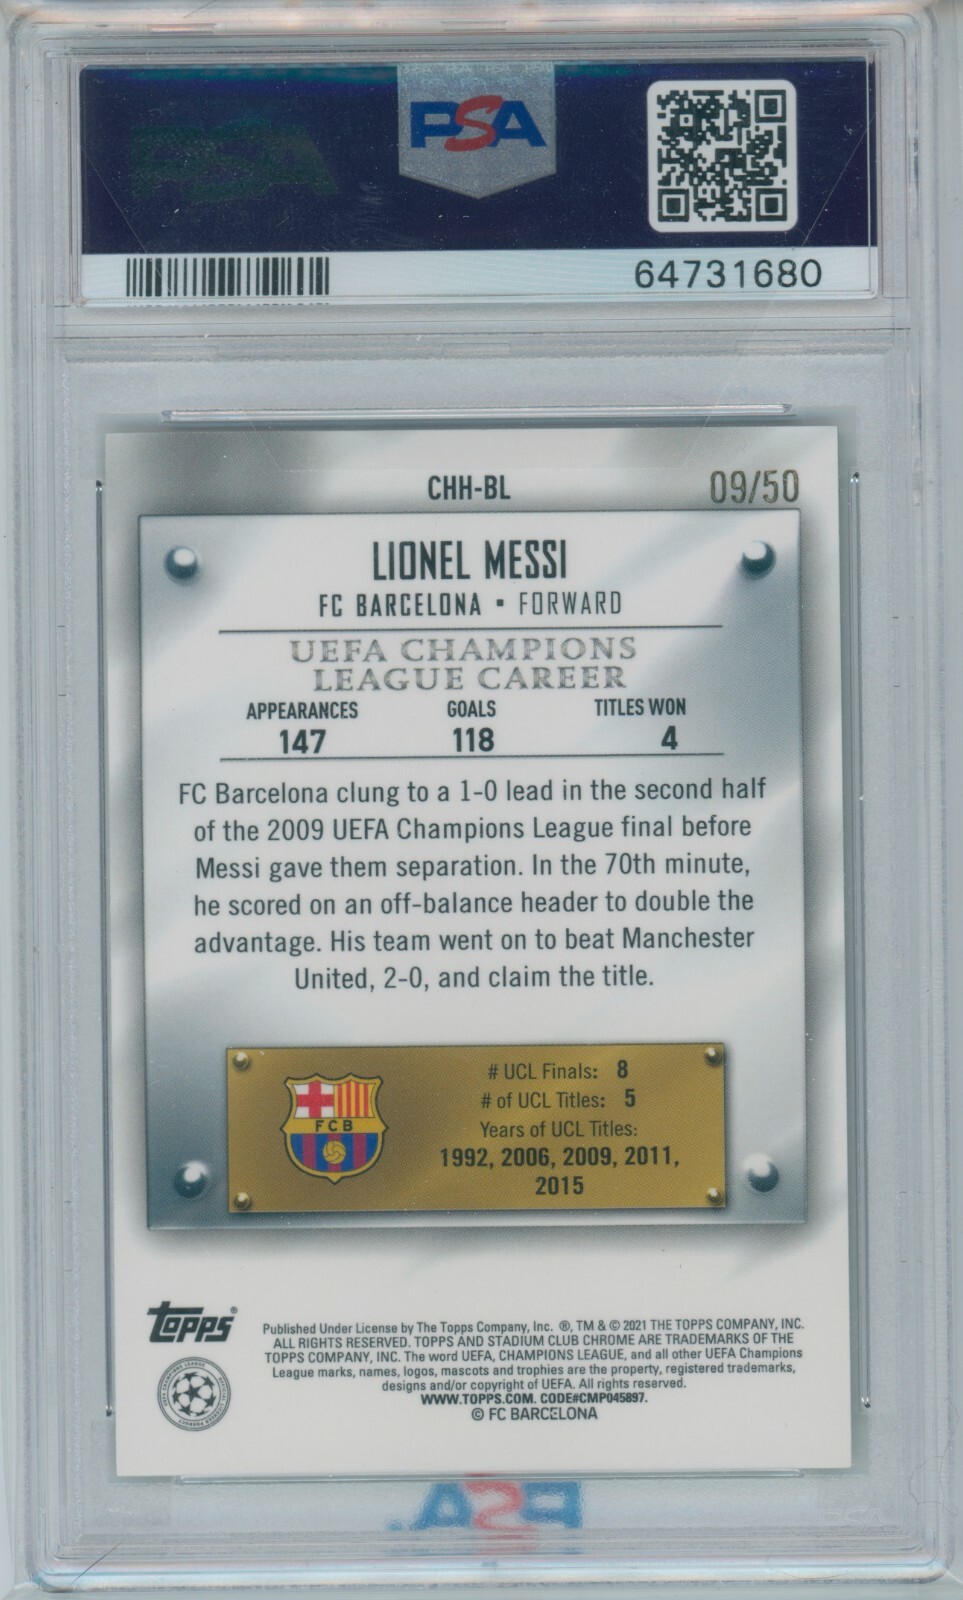 PSA
64731680
CHH-BL
09/50
LIONEL MESSI
FC BARCELONA • FORWARD
UEFA CHAMPIONS
LEAGUE CAREER
APPEARANCES GOALS TITLES WON
147 118 4
FC Barcelona clung to a 1-0 lead in the second half
of the 2009 UEFA Champions League final before
Messi gave them separation. In the 70th minute,
he scored on an off-balance header to double the
advantage. His team went on to beat Manchester
United, 2-0, and claim the title.
FCB
# UCL Finals: 8
# of UCL Titles: 5
Years of UCL Titles:
1992, 2006, 2009, 2011,
2015
Topps®
Published Under License by The Topps Company, Inc. ®, TM & © 2021 THE TOPPS COMPANY, INC.
ALL RIGHTS RESERVED. TOPPS AND STADIUM CLUB CHROME ARE TRADEMARKS OF THE
TOPPS COMPANY, INC. The word UEFA, CHAMPIONS LEAGUE, and all other UEFA Champions
League marks, names, logos, mascots and trophies are the property, registered trademarks,
designs and/or copyright of UEFA. All rights reserved.
WWW.TOPPS.COM. CODE#CMP045897.
© FC BARCELONA
PSA